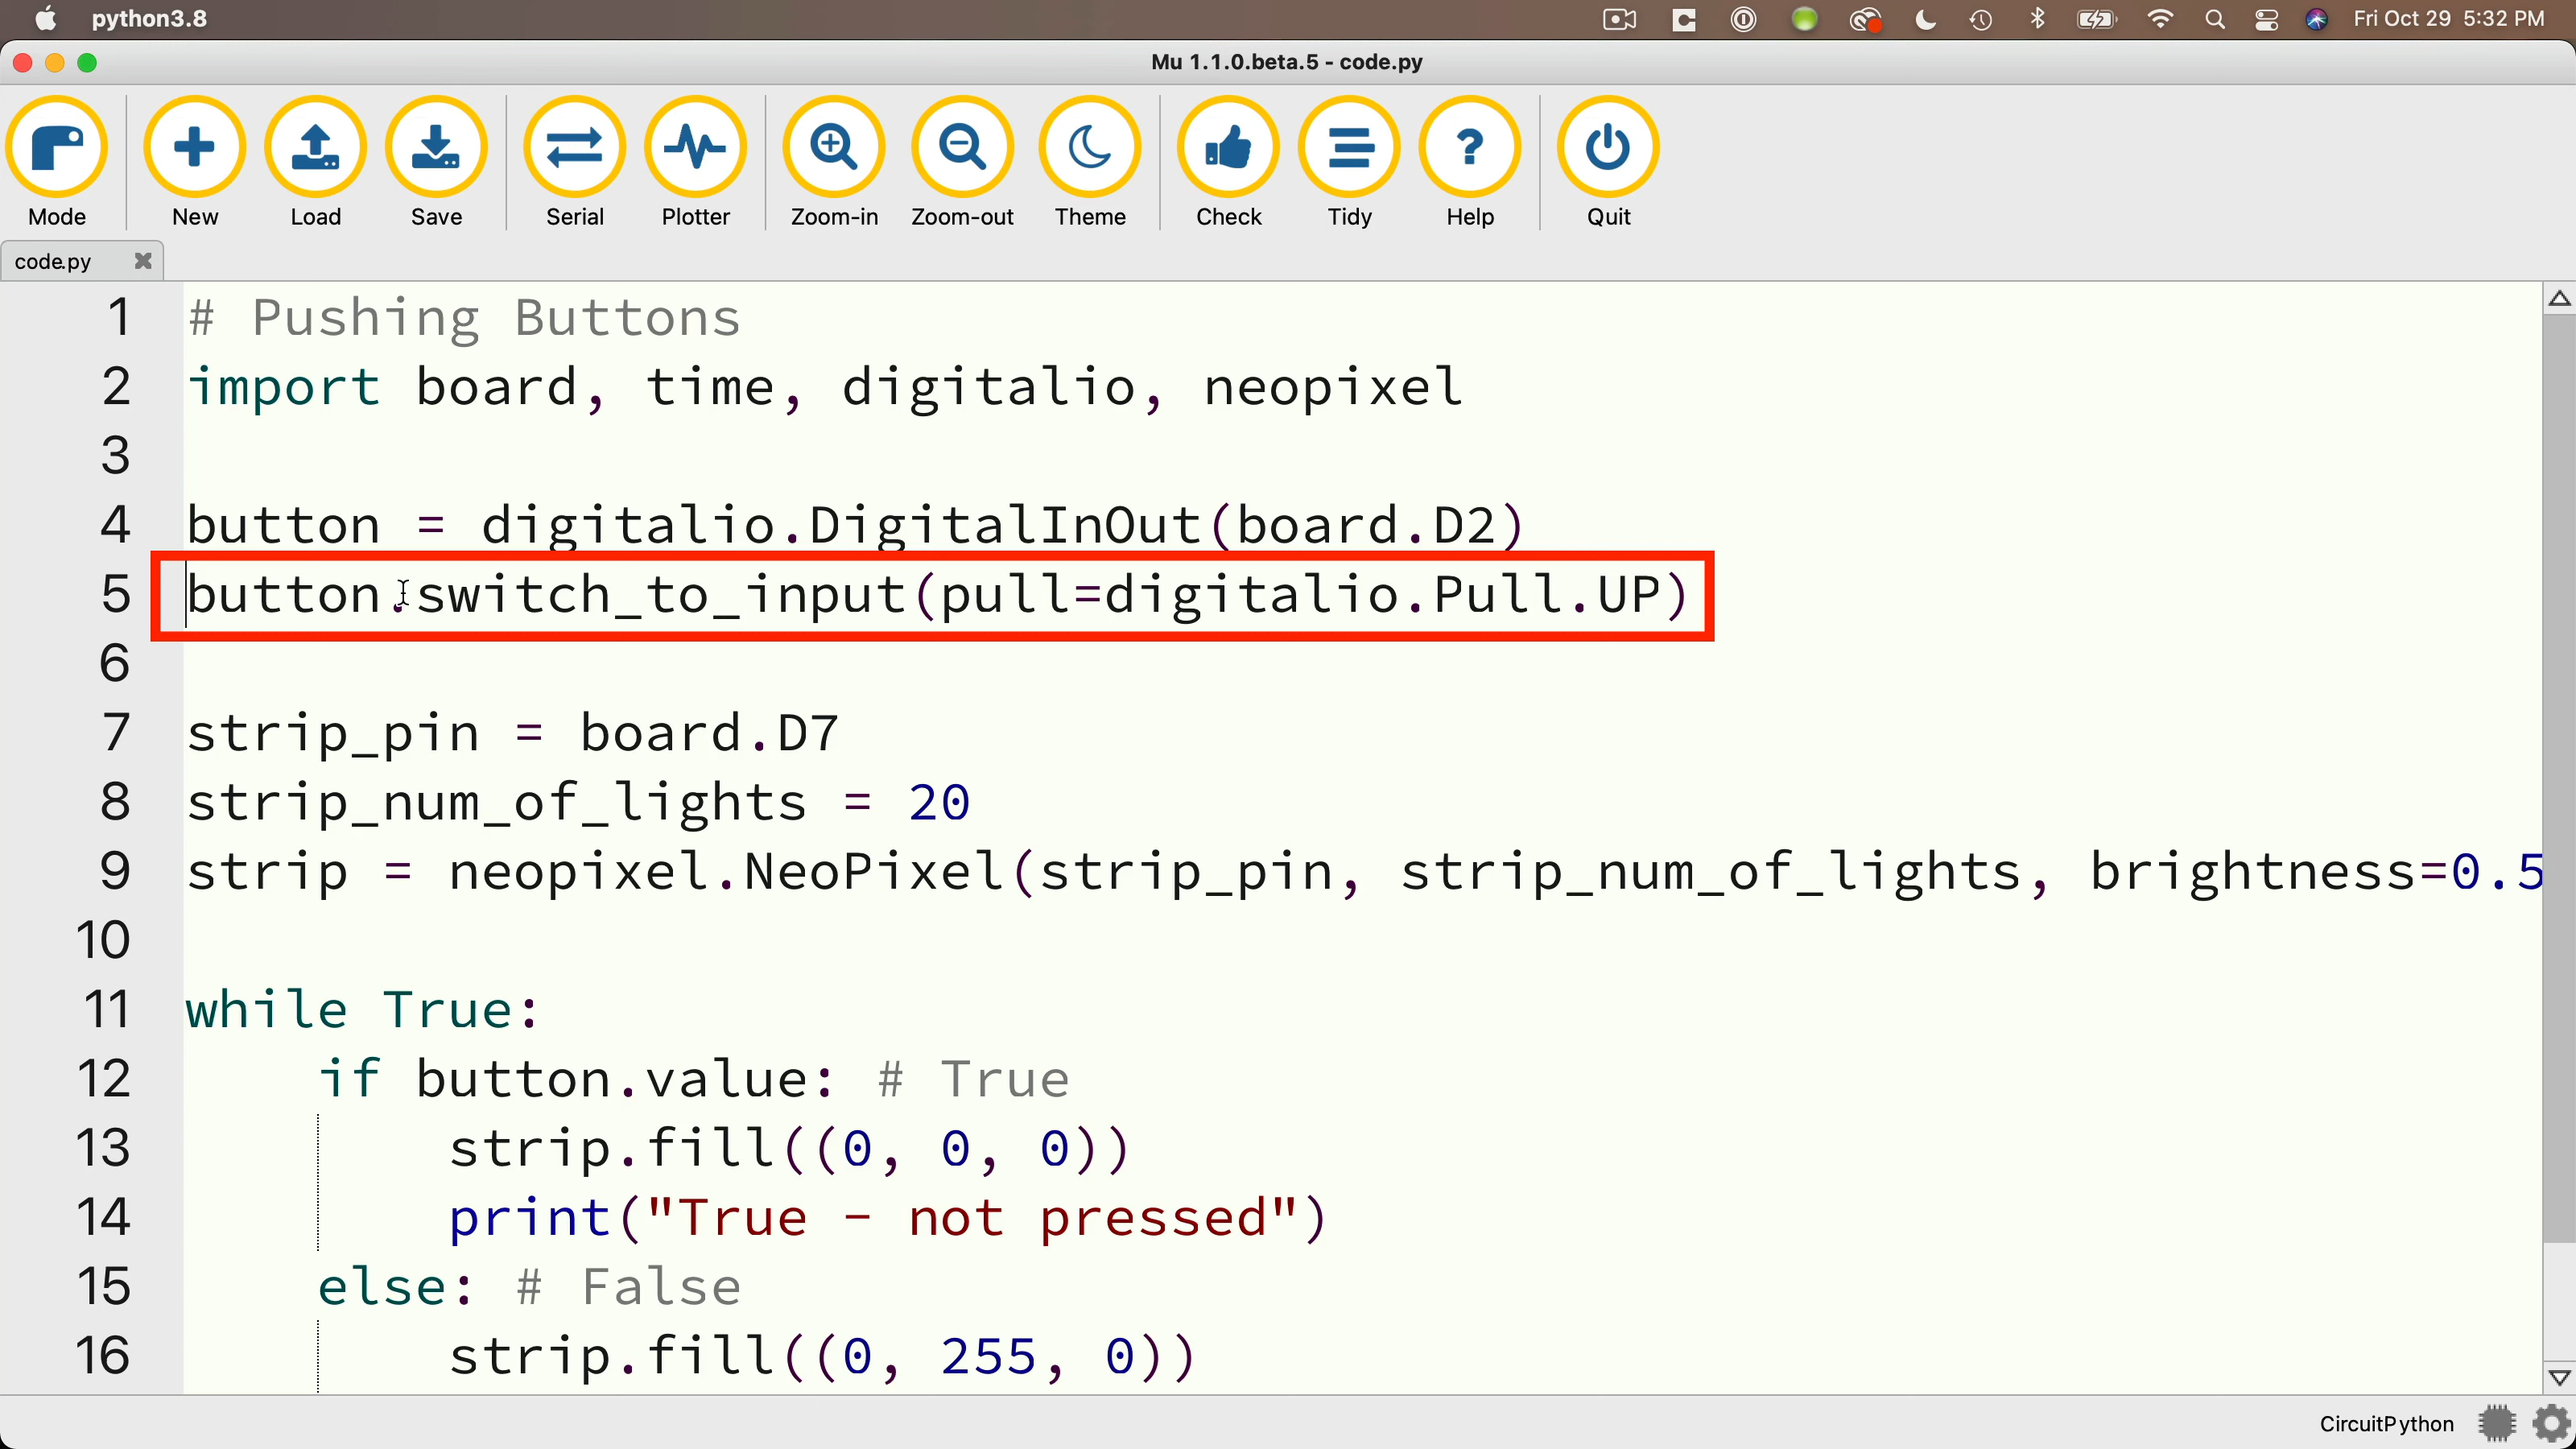 python3.8
Fri Oct 29 5:32 PM
Mu 1.1.0.beta.5 - code.py
Mode New Load Save Serial Plotter Zoom-in Zoom-out Theme Check Tidy Help Quit
code.py
1 # Pushing Buttons
2 import board, time, digitalio, neopixel
3
4 button = digitalio.DigitalInOut(board.D2)
5 button.switch_to_input(pull=digitalio.Pull.UP)
6
7 strip_pin = board.D7
8 strip_num_of_lights = 20
9 strip = neopixel.NeoPixel(strip_pin, strip_num_of_lights, brightness=0.5
10
11 while True:
12 if button.value: # True
13 strip.fill((0, 0, 0))
14 print("True - not pressed")
15 else: # False
16 strip.fill((0, 255, 0))
CircuitPython